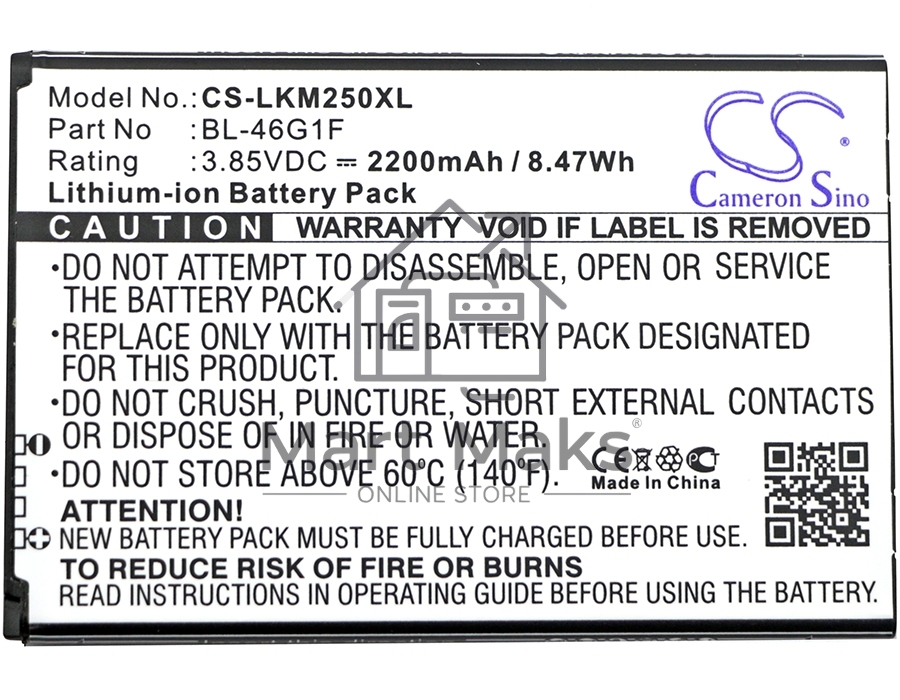 Model No.: CS-LKM250XL
Part No : BL-46G1F
Rating : 3.85VDC ⎓ 2200mAh / 8.47Wh
Lithium-ion Battery Pack
Cameron Sino®
CAUTION WARRANTY VOID IF LABEL IS REMOVED
•DO NOT ATTEMPT TO DISASSEMBLE, OPEN OR SERVICE
THE BATTERY PACK.
•REPLACE ONLY WITH THE BATTERY PACK DESIGNATED
FOR THIS PRODUCT.
•DO NOT CRUSH, PUNCTURE, SHORT EXTERNAL CONTACTS
OR DISPOSE IN FIRE OR WATER.
•DO NOT STORE ABOVE 60°C (140°F).
Mart Maks®
ONLINE STORE
CE PCT
Made In China
ATTENTION!
NEW BATTERY PACK MUST BE FULLY CHARGED BEFORE USE.
TO REDUCE RISK OF FIRE OR BURNS
READ INSTRUCTIONS IN OPERATING GUIDE BEFORE USING BATTERY